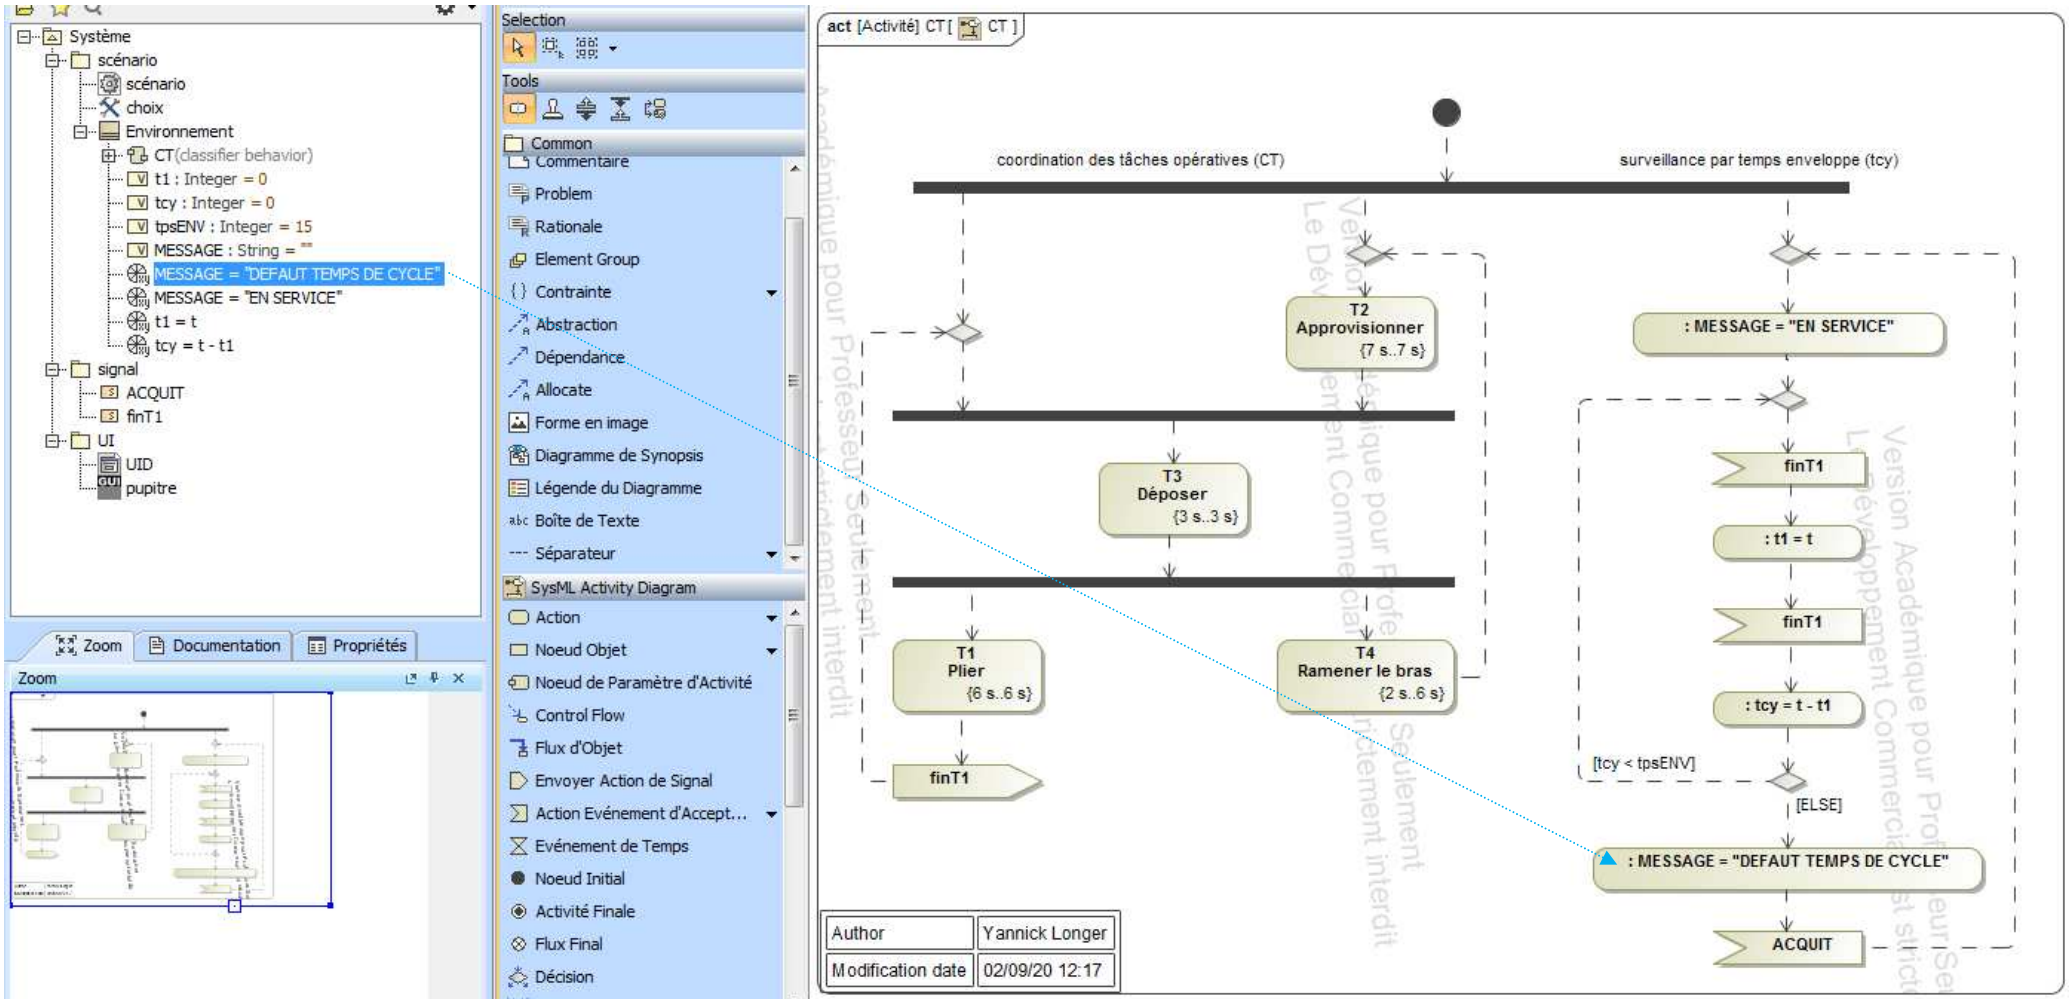 Système
scénario
scénario
choix
Environnement
CT(classifier behavior)
t1 : Integer = 0
tcy : Integer = 0
tpsENV : Integer = 15
MESSAGE : String = ""
MESSAGE = "DEFAUT TEMPS DE CYCLE"
MESSAGE = "EN SERVICE"
t1 = t
tcy = t - t1
signal
ACQUIT
finT1
UI
UID
GUI pupitre
Zoom
Documentation
Propriétés
Zoom
Selection
Tools
Common
Commentaire
Problem
Rationale
Element Group
{} Contrainte
Abstraction
Dépendance
Allocate
Forme en image
Diagramme de Synopsis
Légende du Diagramme
abc Boîte de Texte
Séparateur
SysML Activity Diagram
Action
Noeud Objet
Noeud de Paramètre d'Activité
Control Flow
Flux d'Objet
Envoyer Action de Signal
Action Evénement d'Accept...
Evénement de Temps
Noeud Initial
Activité Finale
Flux Final
Décision
act [Activité] CT [ CT ]
coordination des tâches opératives (CT)
surveillance par temps enveloppe (tcy)
T2
Approvisionner
{7 s..7 s}
T3
Déposer
{3 s..3 s}
T1
Plier
{6 s..6 s}
T4
Ramener le bras
{2 s..6 s}
finT1
: MESSAGE = "EN SERVICE"
finT1
: t1 = t
finT1
: tcy = t - t1
[tcy < tpsENV]
[ELSE]
: MESSAGE = "DEFAUT TEMPS DE CYCLE"
ACQUIT
Author
Yannick Longer
Modification date
02/09/20 12:17